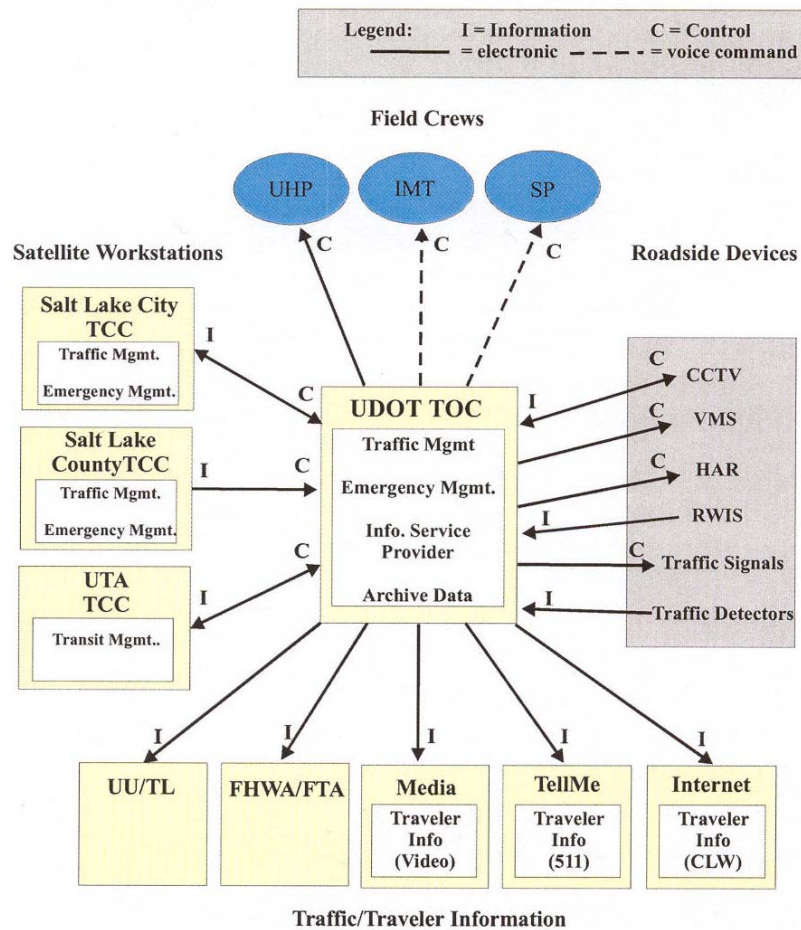 Legend: I = Information C = Control
= electronic = voice command
Field Crews
UHP IMT SP
C C C
Satellite Workstations
Roadside Devices
Salt Lake City
TCC
Traffic Mgmt.
Emergency Mgmt.
I
C
Salt Lake
CountyTCC
Traffic Mgmt.
Emergency Mgmt.
I
C
UTA
TCC
Transit Mgmt..
I
C
UDOT TOC
Traffic Mgmt
Emergency Mgmt.
Info. Service
Provider
Archive Data
I
C
CCTV
C
VMS
C
HAR
I
RWIS
C
Traffic Signals
I
Traffic Detectors
I I I I I
UU/TL
FHWA/FTA
Media
Traveler
Info
(Video)
TellMe
Traveler
Info
(511)
Internet
Traveler
Info
(CLW)
Traffic/Traveler Information